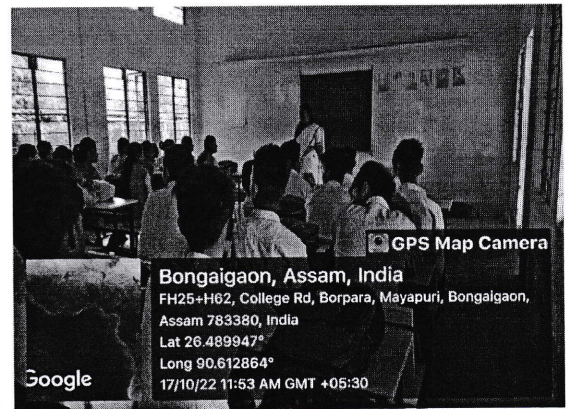 GPS Map Camera
Bongaigaon, Assam, India
FH25+H62, College Rd, Borpara, Mayapuri, Bongaigaon,
Assam 783380, India
Lat 26.489947°
Long 90.612864°
17/10/22 11:53 AM GMT +05:30
Google